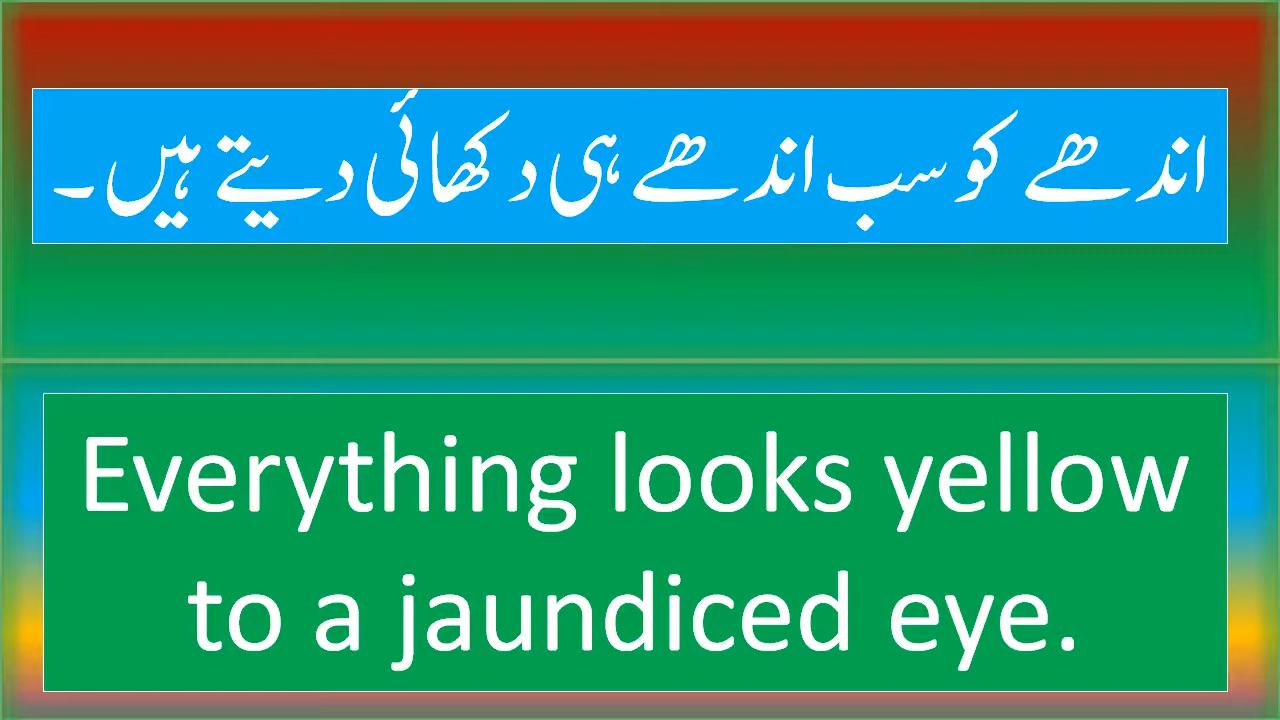 اندھے کو سب اندھے ہی دکھائی دیتے ہیں۔
Everything looks yellow
to a jaundiced eye.